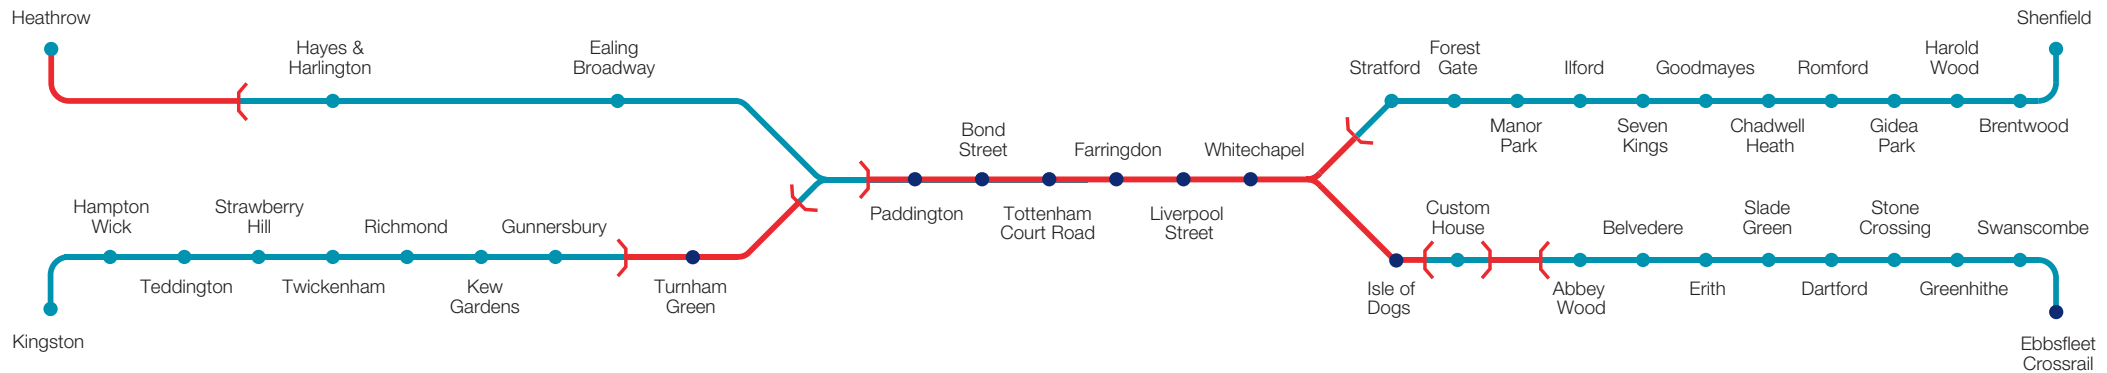 Heathrow
Hayes &
Harlington
Ealing
Broadway
Hampton
Wick
Strawberry
Hill
Richmond
Gunnersbury
Teddington
Twickenham
Kew
Gardens
Turnham
Green
Kingston
Bond
Street
Farringdon
Whitechapel
Paddington
Tottenham
Court Road
Liverpool
Street
Stratford
Forest
Gate
Ilford
Goodmayes
Romford
Harold
Wood
Shenfield
Manor
Park
Seven
Kings
Chadwell
Heath
Gidea
Park
Brentwood
Custom
House
Belvedere
Slade
Green
Stone
Crossing
Swanscombe
Isle of
Dogs
Abbey
Wood
Erith
Dartford
Greenhithe
Ebbsfleet
Crossrail